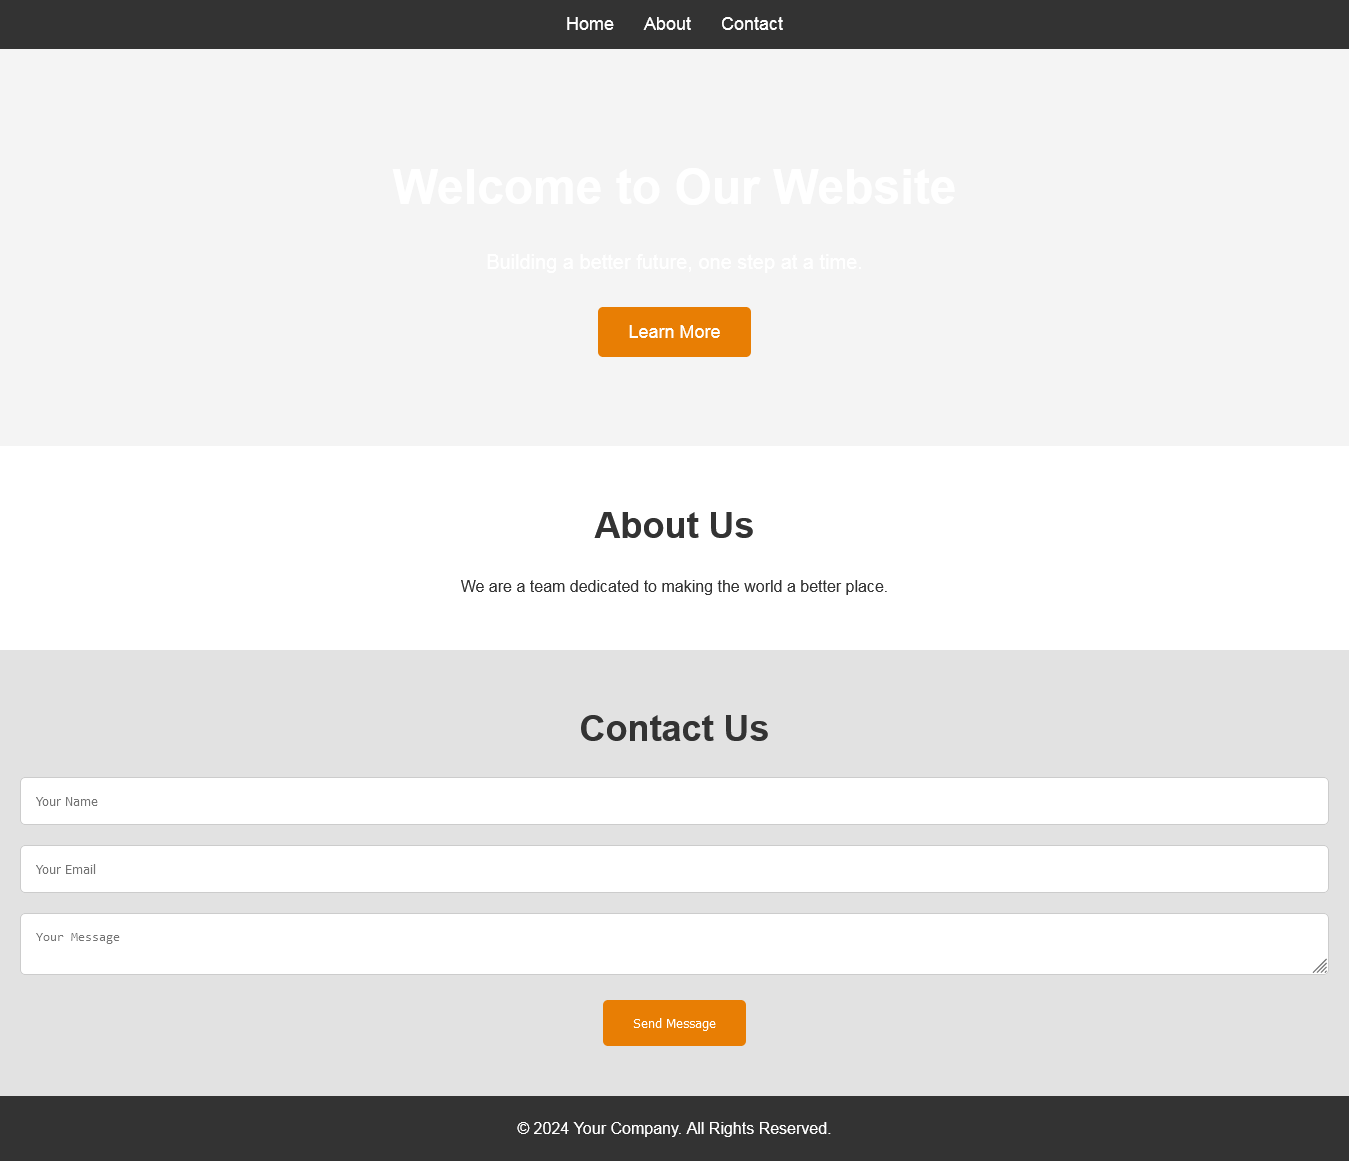 Home About Contact
Welcome to Our Website
Building a better future, one step at a time.
Learn More
About Us
We are a team dedicated to making the world a better place.
Contact Us
Your Name
Your Email
Your Message
Send Message
© 2024 Your Company. All Rights Reserved.